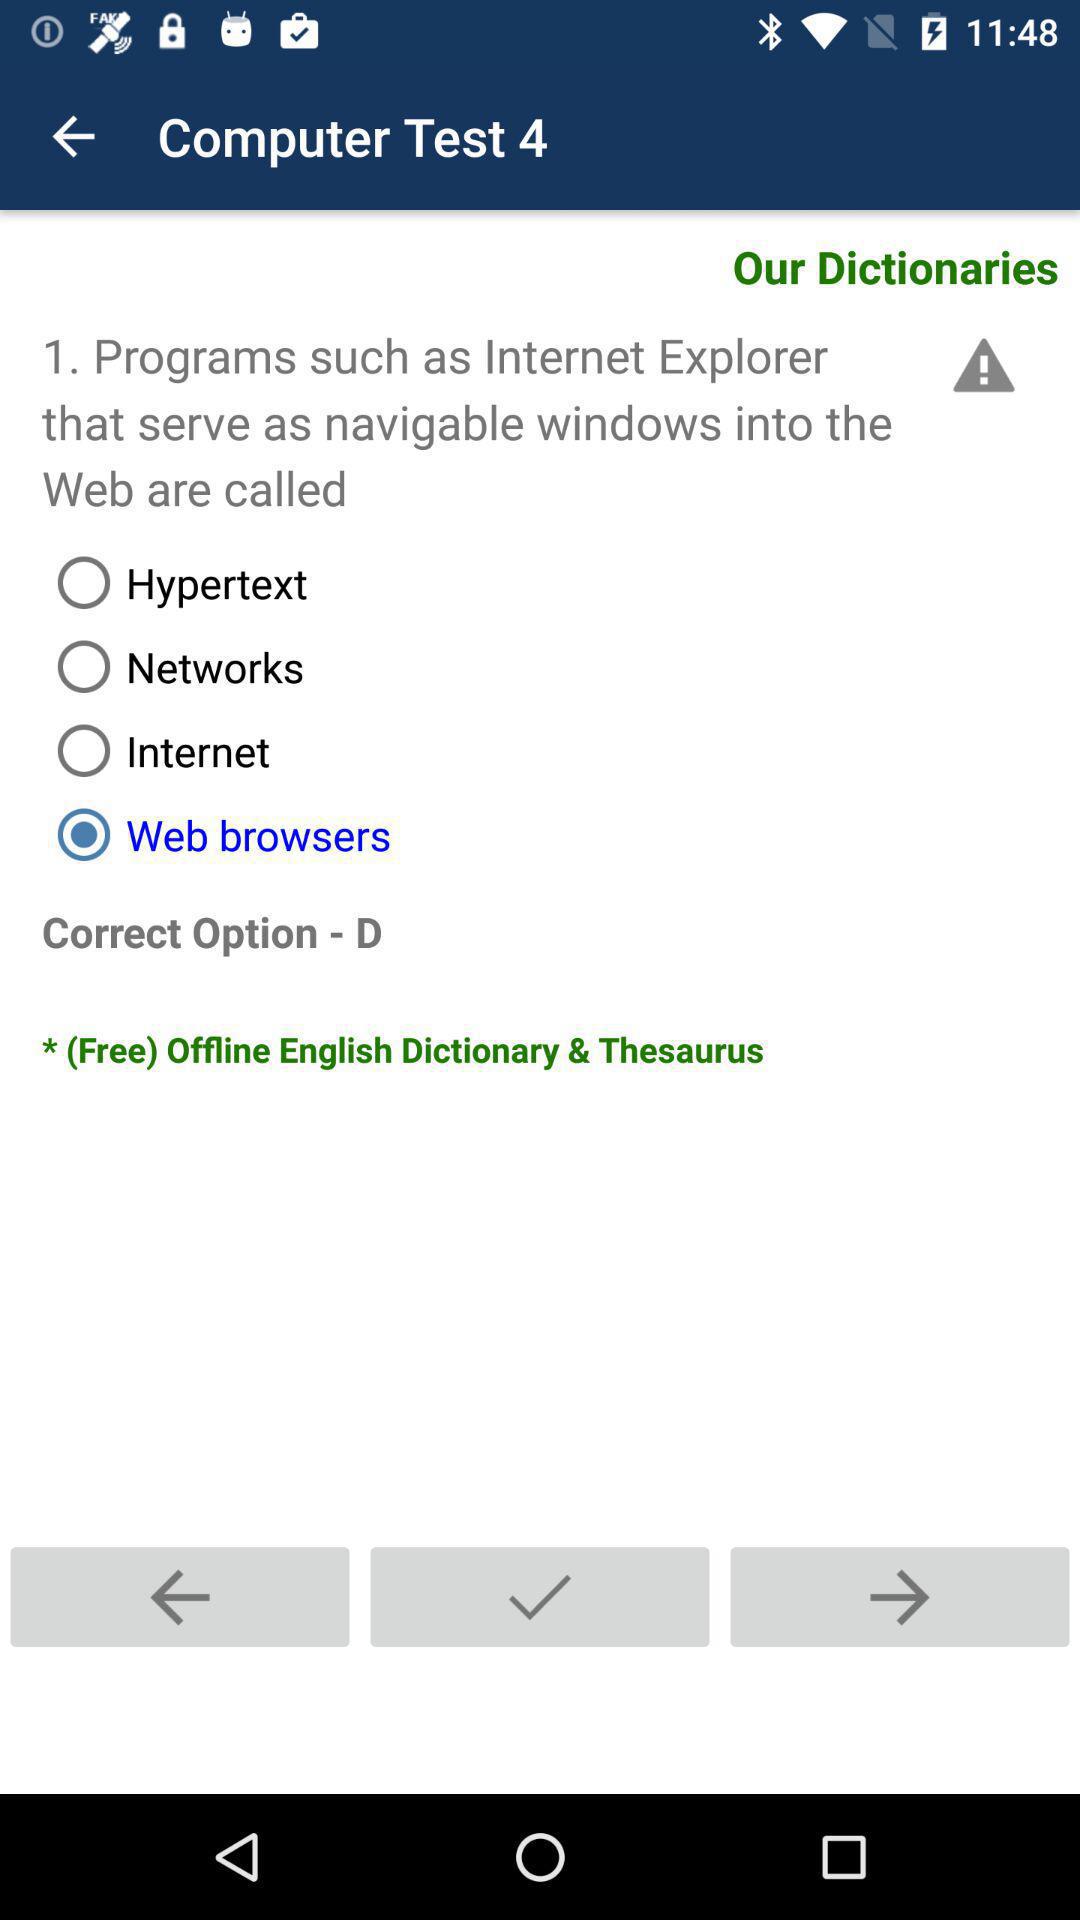 FAKE
11:48
Computer Test 4
Our Dictionaries
1. Programs such as Internet Explorer
that serve as navigable windows into the
Web are called
Hypertext
Networks
Internet
Web browsers
Correct Option - D
* (Free) Offline English Dictionary & Thesaurus